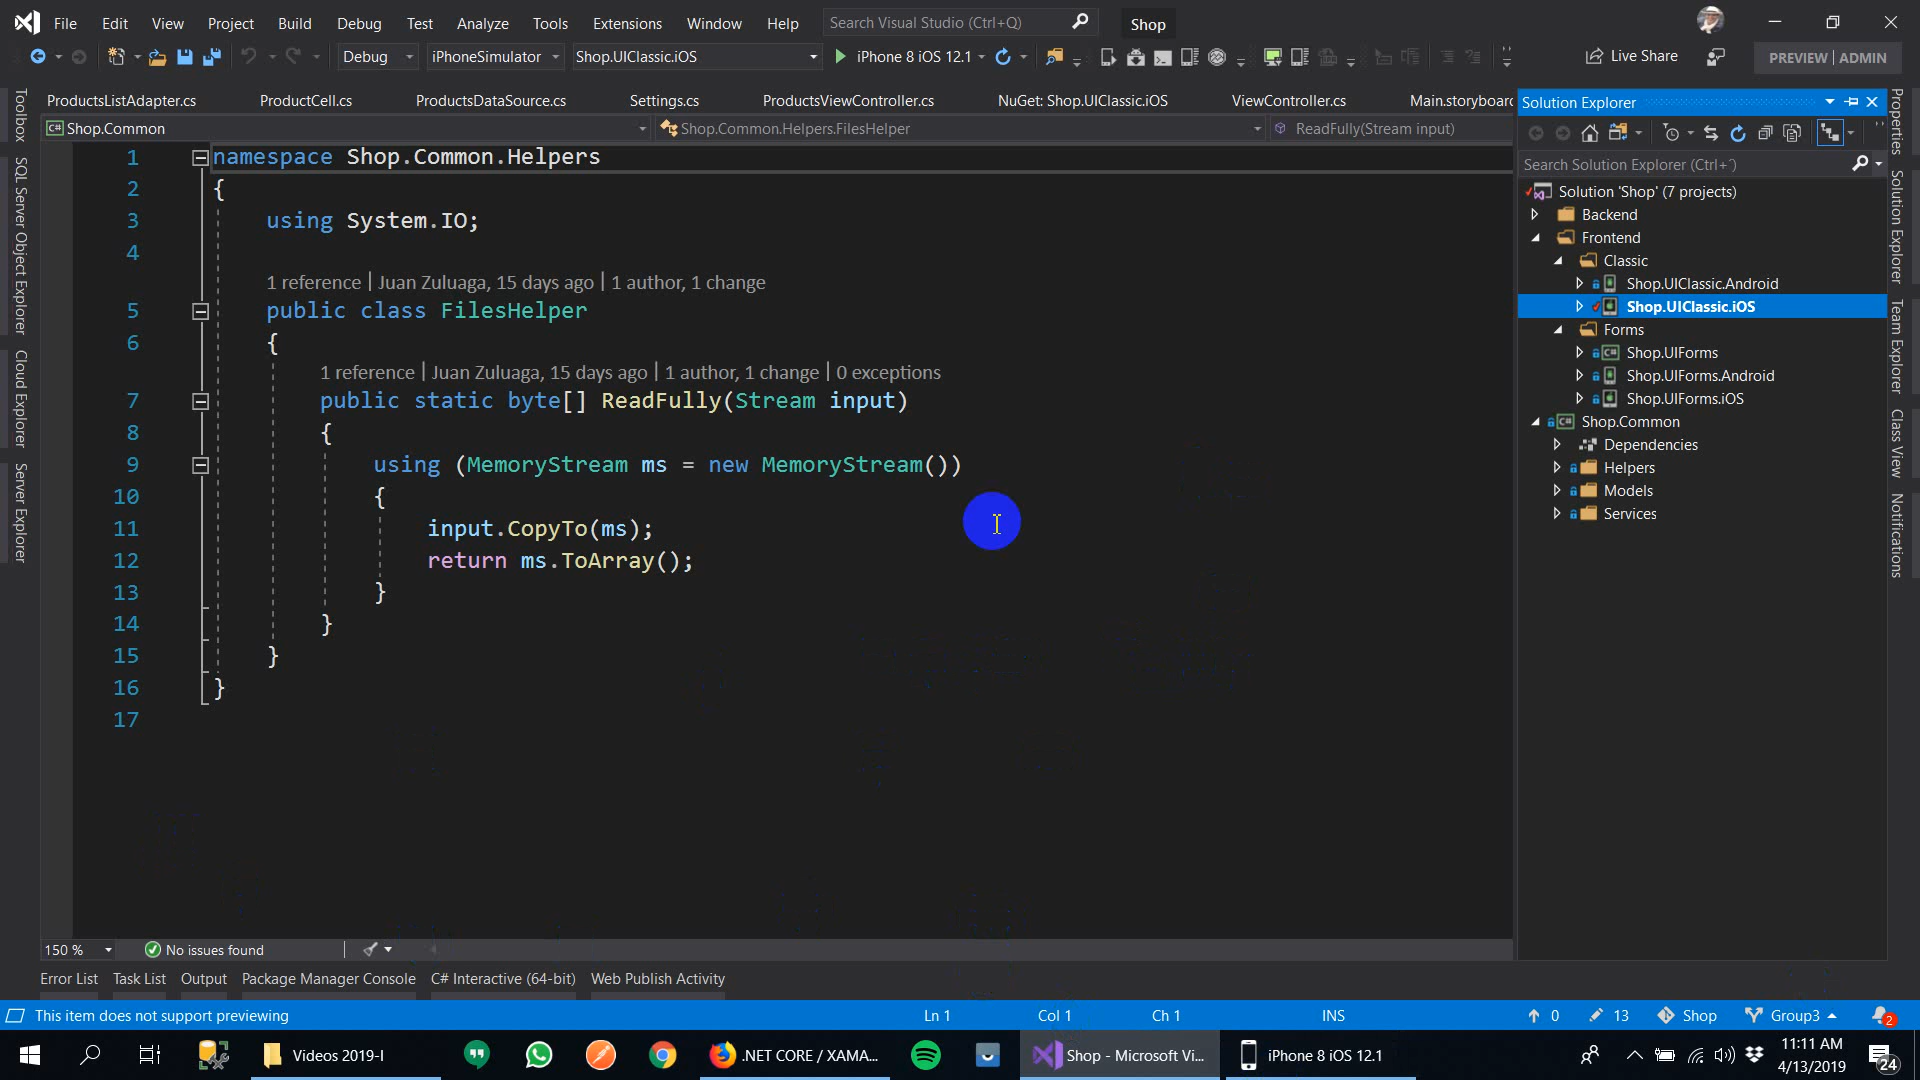 File Edit View Project Build Debug Test Analyze Tools Extensions Window Help Search Visual Studio (Ctrl+Q) Shop
Debug iPhoneSimulator Shop.UIClassic.iOS iPhone 8 iOS 12.1 Live Share PREVIEW | ADMIN
ProductsListAdapter.cs ProductCell.cs ProductsDataSource.cs Settings.cs ProductsViewController.cs NuGet: Shop.UIClassic.iOS ViewController.cs Main.storyboard
Shop.Common Shop.Common.Helpers.FilesHelper ReadFully(Stream input)
1 namespace Shop.Common.Helpers
2 {
3 using System.IO;
4
1 reference | Juan Zuluaga, 15 days ago | 1 author, 1 change
5 public class FilesHelper
6 {
1 reference | Juan Zuluaga, 15 days ago | 1 author, 1 change | 0 exceptions
7 public static byte[] ReadFully(Stream input)
8 {
9 using (MemoryStream ms = new MemoryStream())
10 {
11 input.CopyTo(ms);
12 return ms.ToArray();
13 }
14 }
15 }
16 }
17
150 % No issues found
Error List Task List Output Package Manager Console C# Interactive (64-bit) Web Publish Activity
This item does not support previewing Ln 1 Col 1 Ch 1 INS 0 13 Shop Group3 2
Toolbox
SQL Server Object Explorer
Cloud Explorer
Server Explorer
Solution Explorer
Search Solution Explorer (Ctrl+´)
Solution 'Shop' (7 projects)
Backend
Frontend
Classic
Shop.UIClassic.Android
Shop.UIClassic.iOS
Forms
C# Shop.UIForms
Shop.UIForms.Android
Shop.UIForms.iOS
C# Shop.Common
Dependencies
Helpers
Models
Services
Properties
Solution Explorer
Team Explorer
Class View
Notifications
Videos 2019-I .NET CORE / XAMA... Shop - Microsoft Vi... iPhone 8 iOS 12.1
11:11 AM
4/13/2019
24